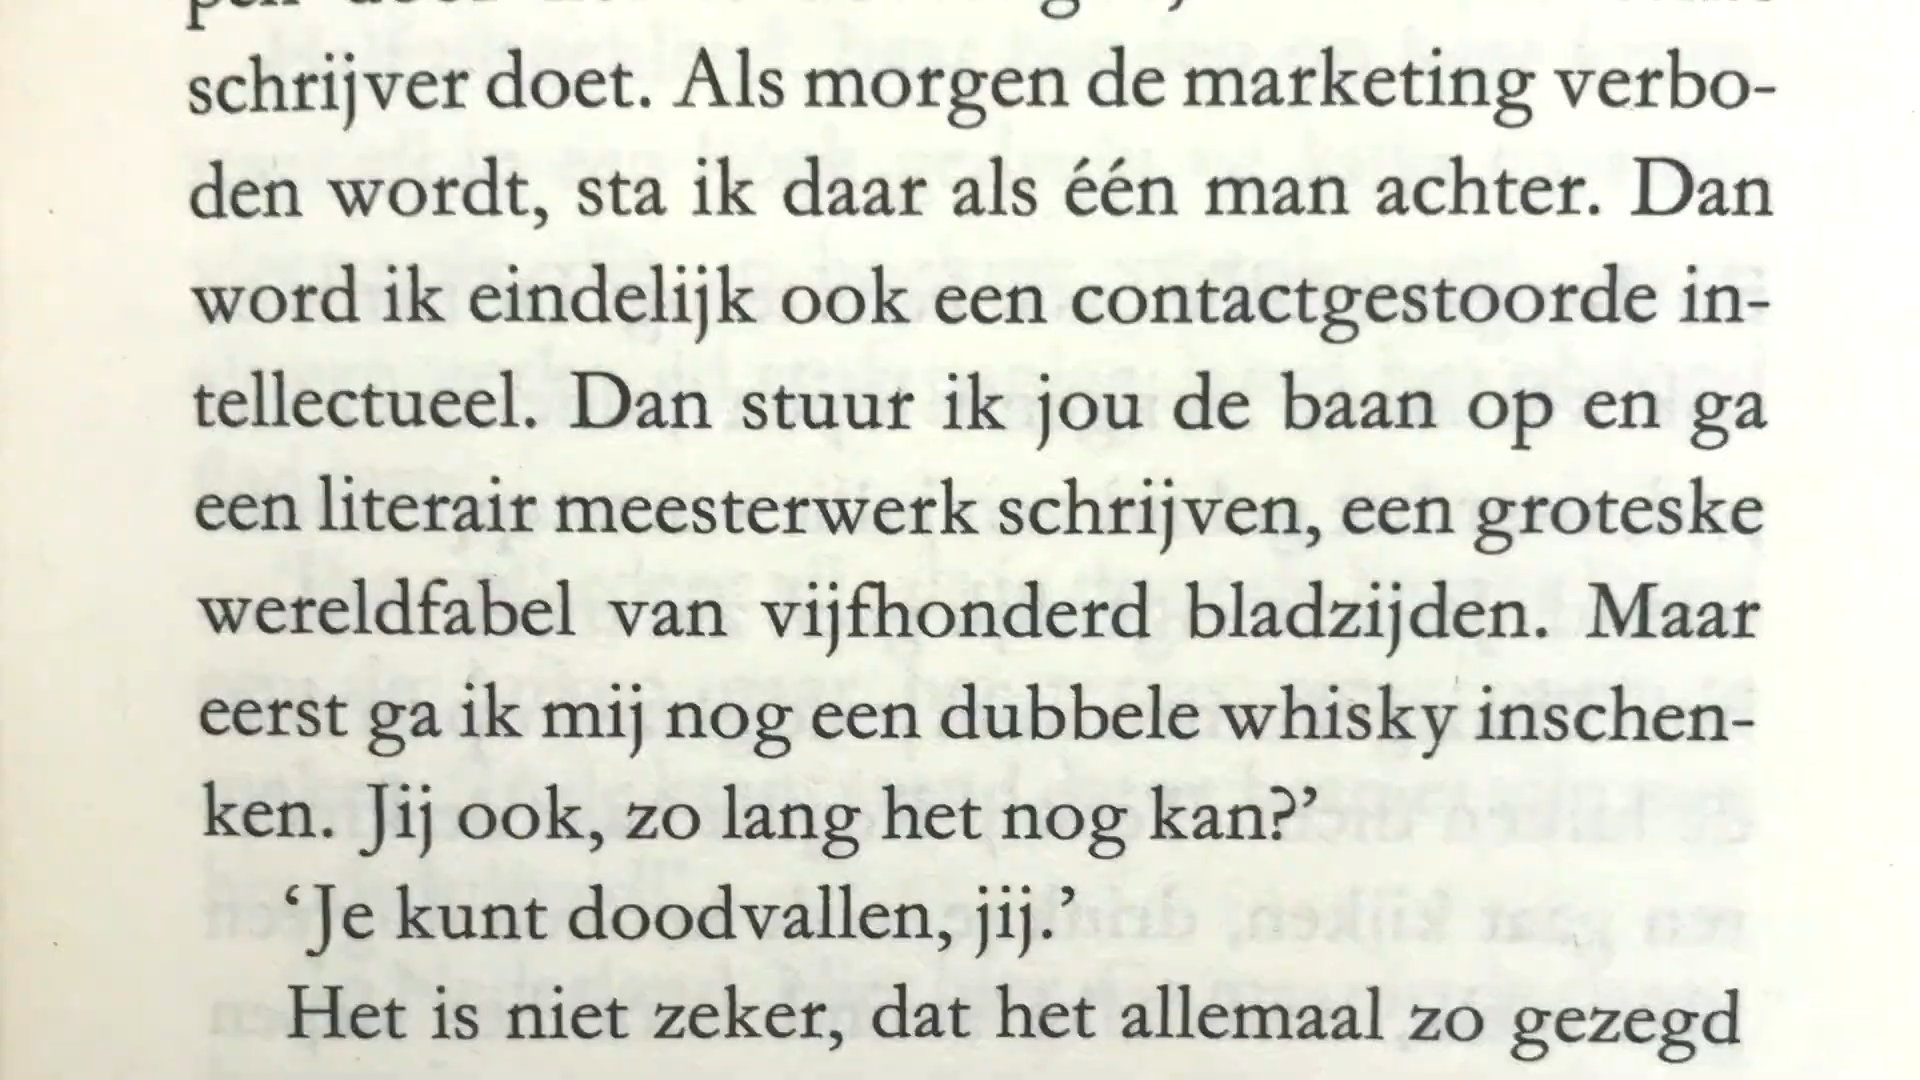 schrijver doet. Als morgen de marketing verbo-
den wordt, sta ik daar als één man achter. Dan
word ik eindelijk ook een contactgestoorde in-
tellectueel. Dan stuur ik jou de baan op en ga
een literair meesterwerk schrijven, een groteske
wereldfabel van vijfhonderd bladzijden. Maar
eerst ga ik mij nog een dubbele whisky inschen-
ken. Jij ook, zo lang het nog kan?’
‘Je kunt doodvallen, jij.’
Het is niet zeker, dat het allemaal zo gezegd